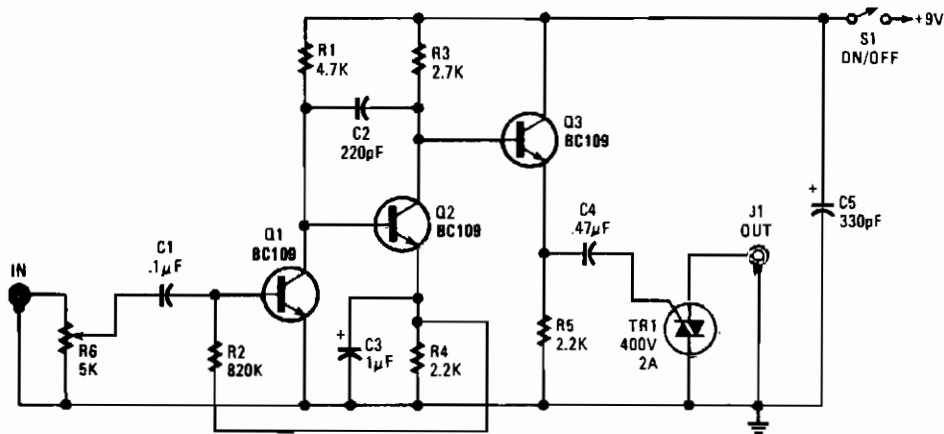 R1
4.7K
R3
2.7K
+9V
S1
ON/OFF
C2
220pF
Q3
BC109
Q2
BC109
Q1
BC109
C1
.1µF
IN
R6
5K
R2
820K
+
C3
1µF
R4
2.2K
C4
.47µF
R5
2.2K
TR1
400V
2A
J1
OUT
+
C5
330pF